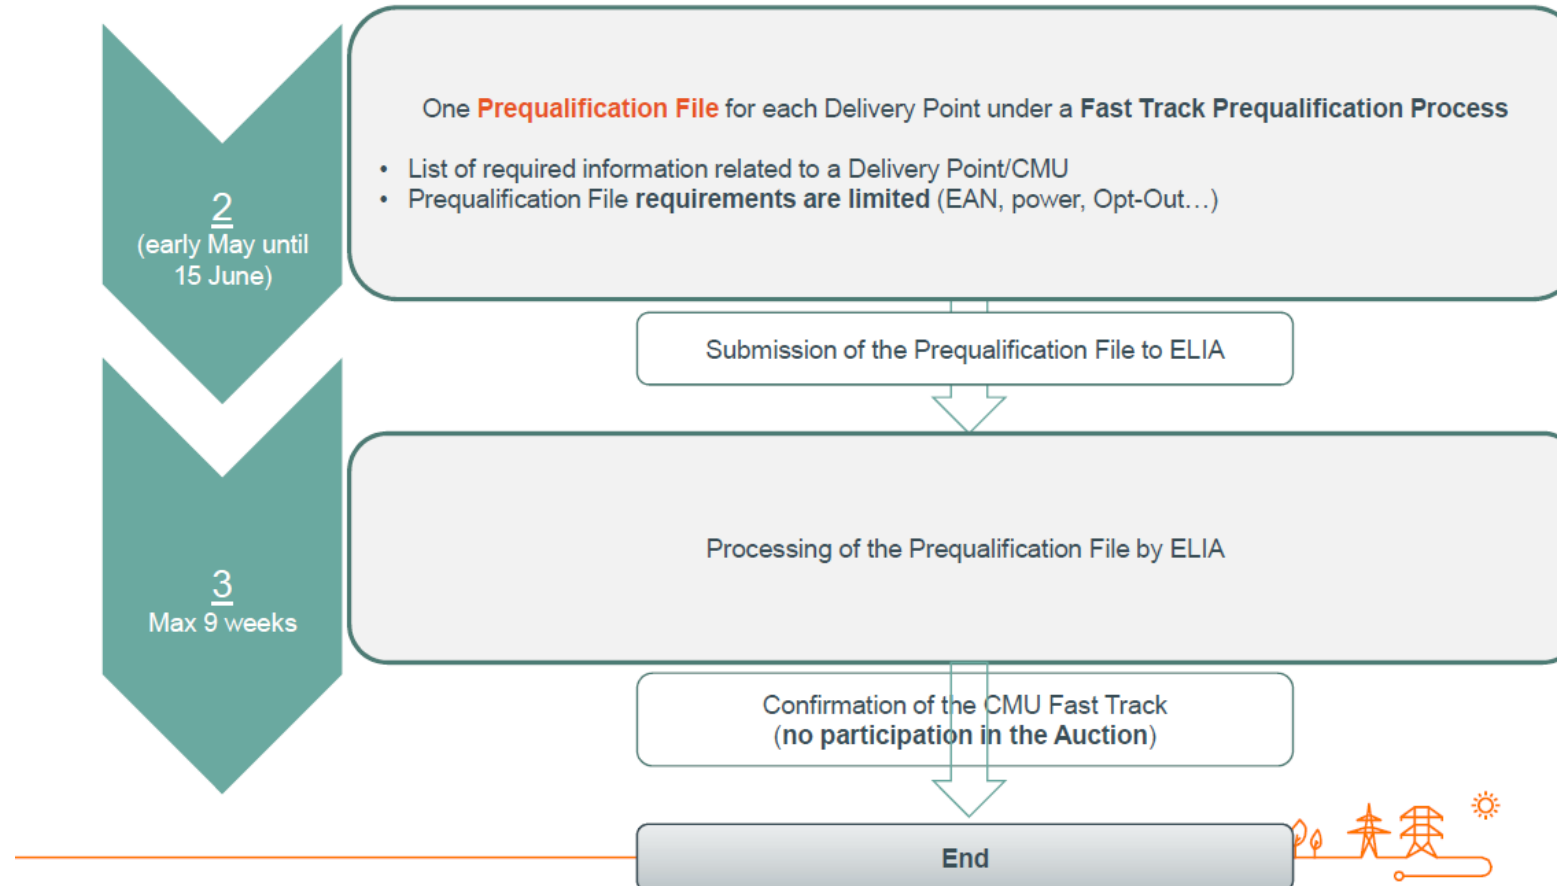 One Prequalification File for each Delivery Point under a Fast Track Prequalification Process
• List of required information related to a Delivery Point/CMU
• Prequalification File requirements are limited (EAN, power, Opt-Out…)
2
(early May until
15 June)
Submission of the Prequalification File to ELIA
Processing of the Prequalification File by ELIA
3
Max 9 weeks
Confirmation of the CMU Fast Track
(no participation in the Auction)
End